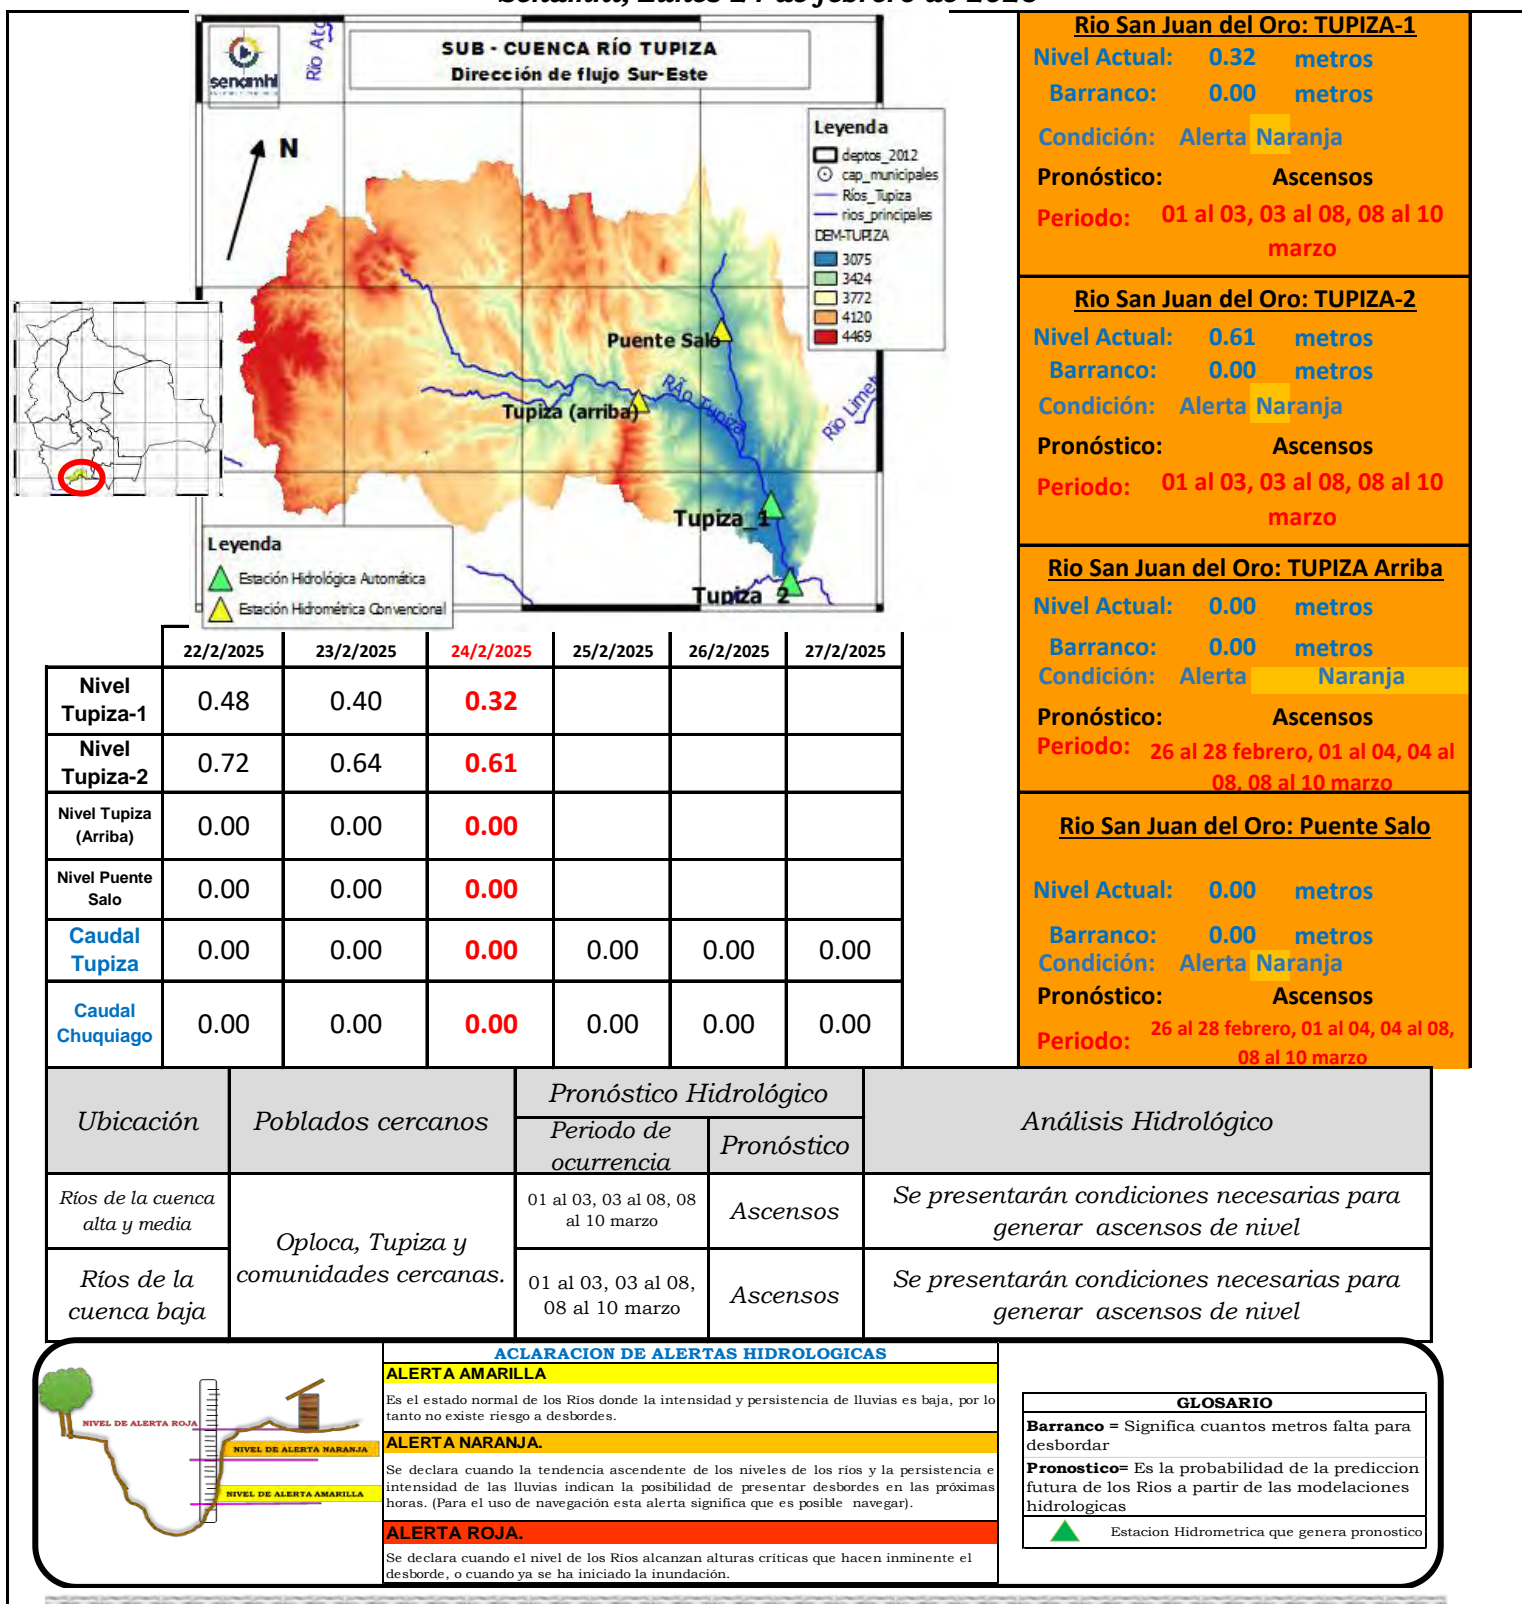 Senamhi, Lunes 24 de febrero de 2025
senamhi
Río Ato
SUB - CUENCA RÍO TUPIZA
Dirección de flujo Sur-Este
N
Leyenda
deptos_2012
cap_municipales
Ríos_Tupiza
rios_principales
DEM-TUPIZA
3075
3424
3772
4120
4469
Puente Salo
Tupiza (arriba)
RÃo Tupiza
Río Limet
Tupiza_1
Tupiza_2
Leyenda
Estación Hidrológica Automática
Estación Hidrométrica Convencional
Rio San Juan del Oro: TUPIZA-1
Nivel Actual: 0.32 metros
Barranco: 0.00 metros
Condición: Alerta Naranja
Pronóstico: Ascensos
Periodo: 01 al 03, 03 al 08, 08 al 10
marzo
Rio San Juan del Oro: TUPIZA-2
Nivel Actual: 0.61 metros
Barranco: 0.00 metros
Condición: Alerta Naranja
Pronóstico: Ascensos
Periodo: 01 al 03, 03 al 08, 08 al 10
marzo
Rio San Juan del Oro: TUPIZA Arriba
Nivel Actual: 0.00 metros
Barranco: 0.00 metros
Condición: Alerta Naranja
Pronóstico: Ascensos
Periodo: 26 al 28 febrero, 01 al 04, 04 al
08, 08 al 10 marzo
Rio San Juan del Oro: Puente Salo
Nivel Actual: 0.00 metros
Barranco: 0.00 metros
Condición: Alerta Naranja
Pronóstico: Ascensos
Periodo: 26 al 28 febrero, 01 al 04, 04 al 08,
08 al 10 marzo
22/2/2025 23/2/2025 24/2/2025 25/2/2025 26/2/2025 27/2/2025
Nivel
Tupiza-1 0.48 0.40 0.32
Nivel
Tupiza-2 0.72 0.64 0.61
Nivel Tupiza
(Arriba) 0.00 0.00 0.00
Nivel Puente
Salo 0.00 0.00 0.00
Caudal
Tupiza 0.00 0.00 0.00 0.00 0.00 0.00
Caudal
Chuquiago 0.00 0.00 0.00 0.00 0.00 0.00
Ubicación
Poblados cercanos
Pronóstico Hidrológico
Periodo de
ocurrencia
Pronóstico
Análisis Hidrológico
Ríos de la cuenca
alta y media
Oploca, Tupiza y
comunidades cercanas.
01 al 03, 03 al 08, 08
al 10 marzo
Ascensos
Se presentarán condiciones necesarias para
generar ascensos de nivel
Ríos de la
cuenca baja
01 al 03, 03 al 08,
08 al 10 marzo
Ascensos
Se presentarán condiciones necesarias para
generar ascensos de nivel
NIVEL DE ALERTA ROJA
NIVEL DE ALERTA NARANJA
NIVEL DE ALERTA AMARILLA
ACLARACION DE ALERTAS HIDROLOGICAS
ALERTA AMARILLA
Es el estado normal de los Rios donde la intensidad y persistencia de lluvias es baja, por lo
tanto no existe riesgo a desbordes.
ALERTA NARANJA.
Se declara cuando la tendencia ascendente de los niveles de los rios y la persistencia e
intensidad de las lluvias indican la posibilidad de presentar desbordes en las próximas
horas. (Para el uso de navegación esta alerta significa que es posible navegar).
ALERTA ROJA.
Se declara cuando el nivel de los Rios alcanzan alturas criticas que hacen inminente el
desborde, o cuando ya se ha iniciado la inundación.
GLOSARIO
Barranco = Significa cuantos metros falta para
desbordar
Pronostico= Es la probabilidad de la prediccion
futura de los Rios a partir de las modelaciones
hidrologicas
Estacion Hidrometrica que genera pronostico